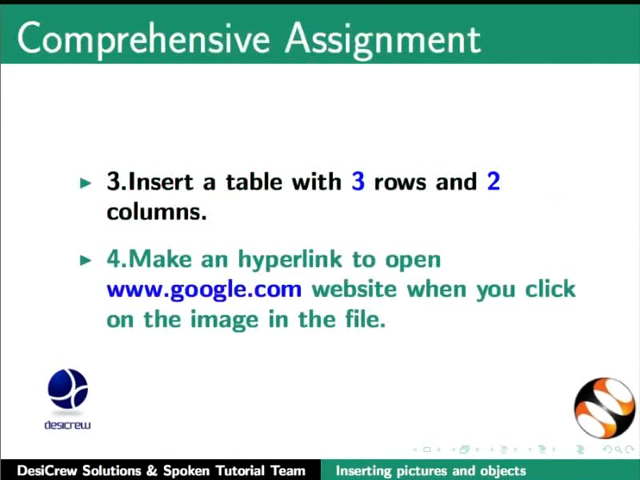 Comprehensive Assignment
3.Insert a table with 3 rows and 2
columns.
4.Make an hyperlink to open
www.google.com website when you click
on the image in the file.
desicrew
DesiCrew Solutions & Spoken Tutorial Team
Inserting pictures and objects